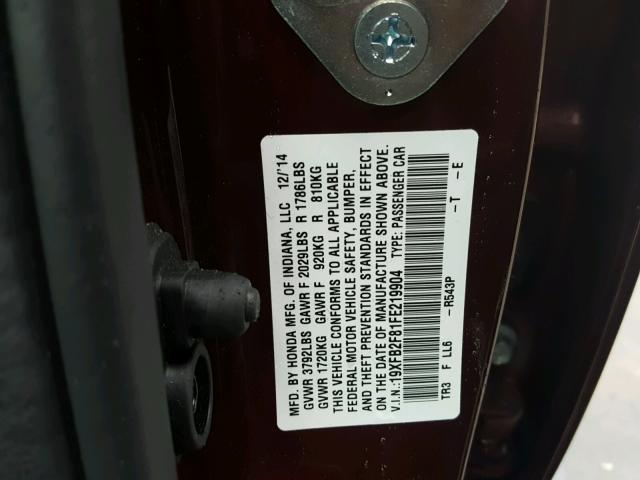 MFD. BY HONDA MFG. OF INDIANA, LLC 12/'14
GVWR 3792LBS GAWR F 2029LBS R 1786LBS
GVWR 1720KG GAWR F 920KG R 810KG
THIS VEHICLE CONFORMS TO ALL APPLICABLE
FEDERAL MOTOR VEHICLE SAFETY, BUMPER,
AND THEFT PREVENTION STANDARDS IN EFFECT
ON THE DATE OF MANUFACTURE SHOWN ABOVE.
V.I.N.:19XFB2F81FE219904 TYPE: PASSENGER CAR
TR3 F LL6 – R543P – T – E